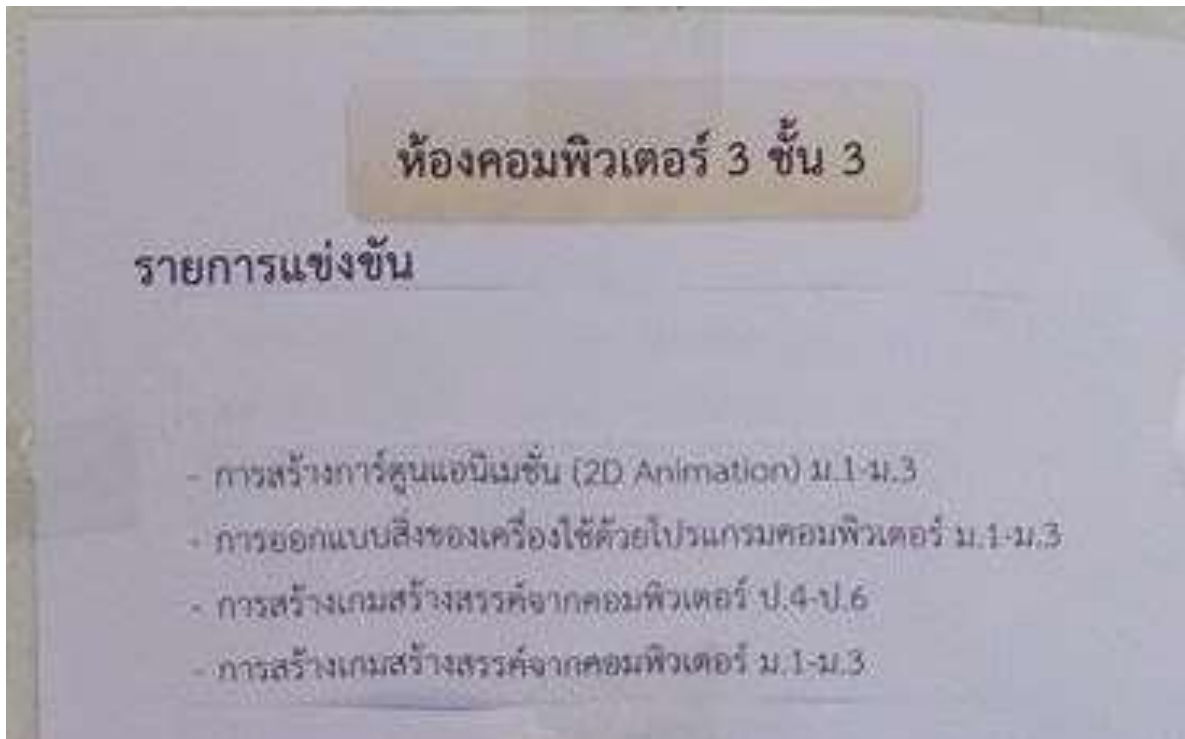 ห้องคอมพิวเตอร์ 3 ชั้น 3
รายการแข่งขัน
- การสร้างการ์ตูนแอนิเมชั่น (2D Animation) ม.1-ม.3
- การออกแบบสิ่งของเครื่องใช้ด้วยโปรแกรมคอมพิวเตอร์ ม.1-ม.3
- การสร้างเกมสร้างสรรค์จากคอมพิวเตอร์ ป.4-ป.6
- การสร้างเกมสร้างสรรค์จากคอมพิวเตอร์ ม.1-ม.3